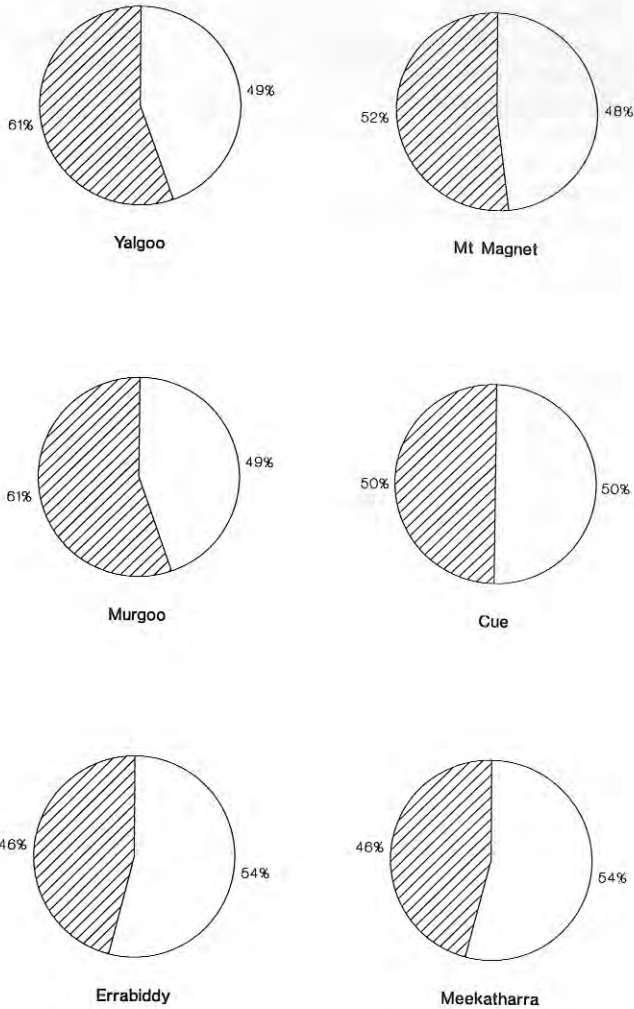 49%
61%
Yalgoo
48%
52%
Mt Magnet
49%
61%
Murgoo
50%
50%
Cue
46%
54%
Errabiddy
46%
54%
Meekatharra